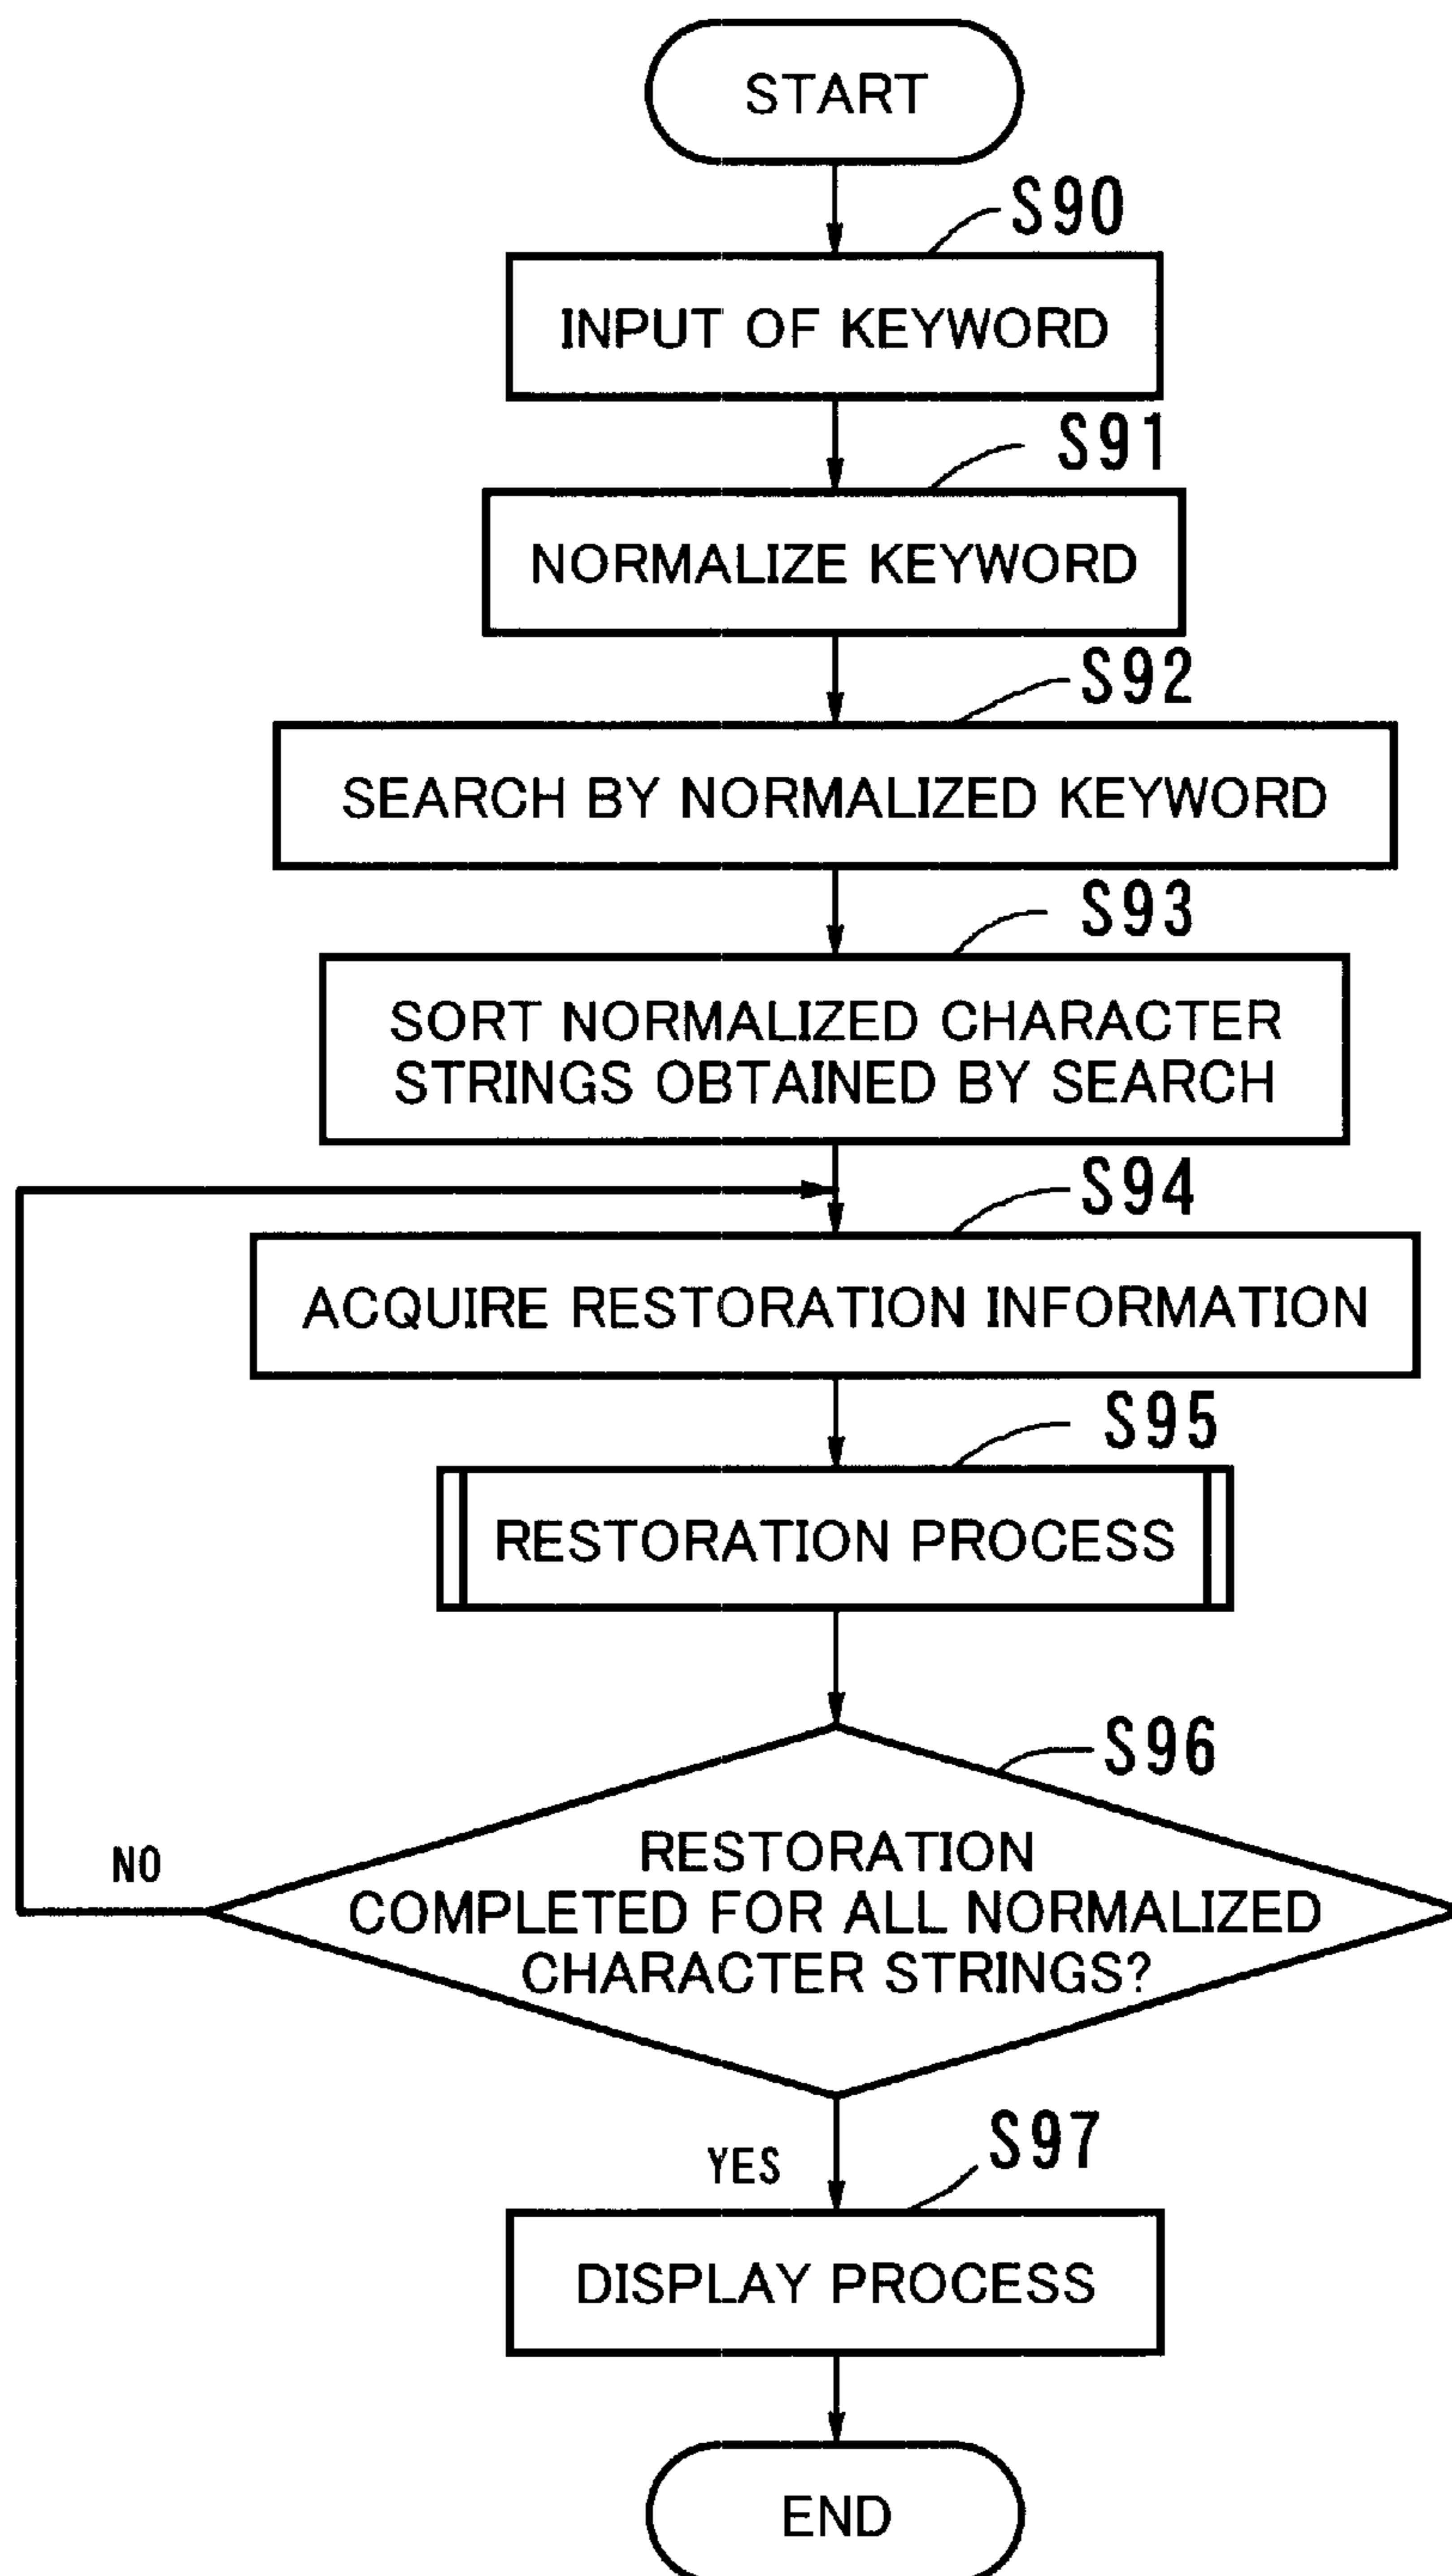 START
S90
INPUT OF KEYWORD
S91
NORMALIZE KEYWORD
S92
SEARCH BY NORMALIZED KEYWORD
S93
SORT NORMALIZED CHARACTER
STRINGS OBTAINED BY SEARCH
S94
ACQUIRE RESTORATION INFORMATION
S95
RESTORATION PROCESS
S96
RESTORATION
COMPLETED FOR ALL NORMALIZED
CHARACTER STRINGS?
NO
YES
S97
DISPLAY PROCESS
END